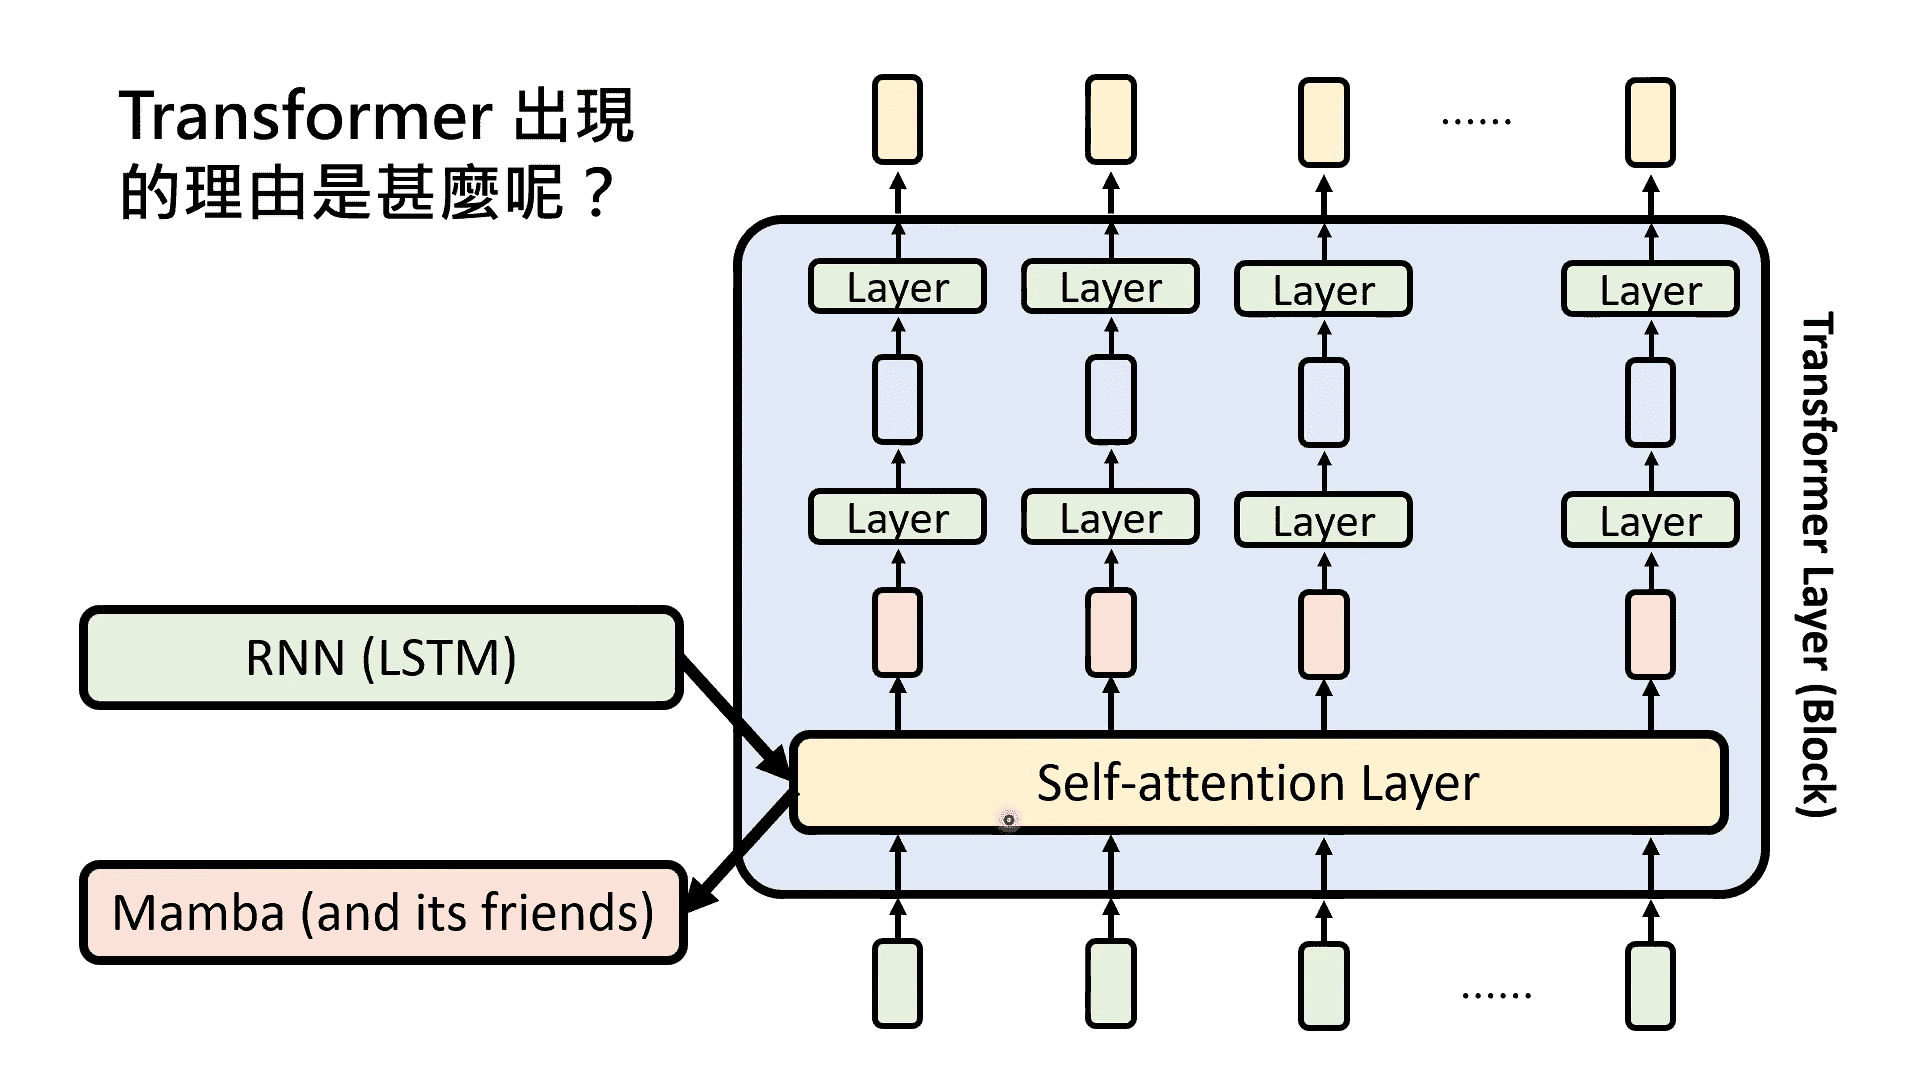 Transformer 出現
的理由是甚麼呢？
......
Layer Layer Layer Layer
Layer Layer Layer Layer
Transformer Layer (Block)
RNN (LSTM)
Self-attention Layer
Mamba (and its friends)
......